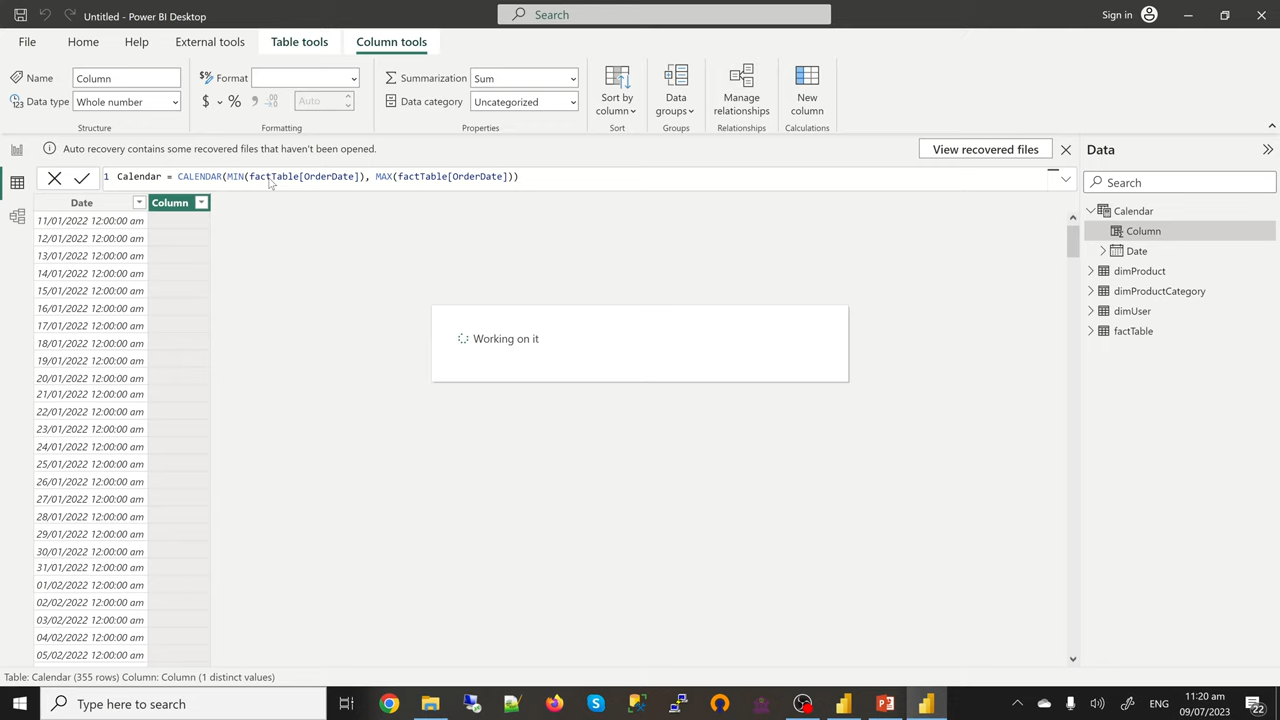 Untitled - Power BI Desktop
Search
Sign in
File
Home
Help
External tools
Table tools
Column tools
Name
Column
Data type
Whole number
Structure
Format
$
%
Auto
Formatting
Summarization
Sum
Data category
Uncategorized
Properties
Sort by
column
Sort
Data
groups
Groups
Manage
relationships
Relationships
New
column
Calculations
Auto recovery contains some recovered files that haven't been opened.
View recovered files
1 Calendar = CALENDAR(MIN(factTable[OrderDate]), MAX(factTable[OrderDate]))
Date
Column
11/01/2022 12:00:00 am
12/01/2022 12:00:00 am
13/01/2022 12:00:00 am
14/01/2022 12:00:00 am
15/01/2022 12:00:00 am
16/01/2022 12:00:00 am
17/01/2022 12:00:00 am
18/01/2022 12:00:00 am
19/01/2022 12:00:00 am
20/01/2022 12:00:00 am
21/01/2022 12:00:00 am
22/01/2022 12:00:00 am
23/01/2022 12:00:00 am
24/01/2022 12:00:00 am
25/01/2022 12:00:00 am
26/01/2022 12:00:00 am
27/01/2022 12:00:00 am
28/01/2022 12:00:00 am
29/01/2022 12:00:00 am
30/01/2022 12:00:00 am
31/01/2022 12:00:00 am
01/02/2022 12:00:00 am
02/02/2022 12:00:00 am
03/02/2022 12:00:00 am
04/02/2022 12:00:00 am
05/02/2022 12:00:00 am
Working on it
Data
Search
Calendar
Column
Date
dimProduct
dimProductCategory
dimUser
factTable
Table: Calendar (355 rows) Column: Column (1 distinct values)
Type here to search
ENG
11:20 am
09/07/2023
22